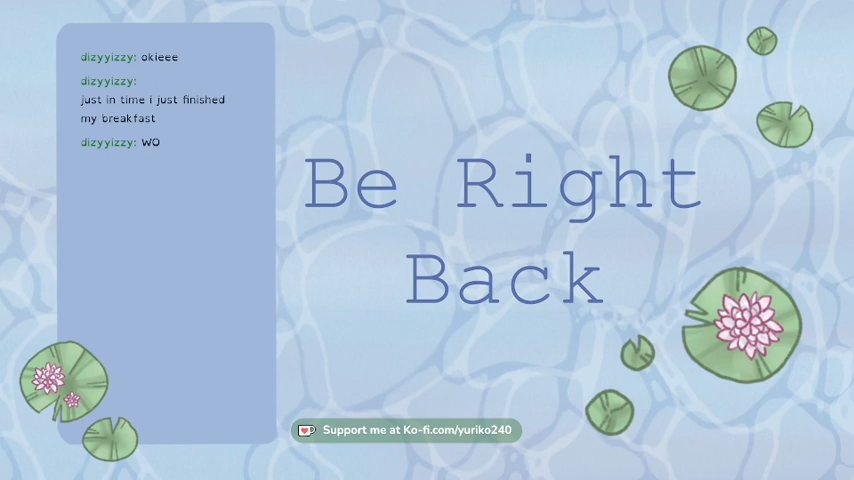 dizyyizzy: okieee
dizyyizzy:
just in time i just finished
my breakfast
dizyyizzy: WO
Be Right
Back
Support me at Ko-fi.com/yuriko240